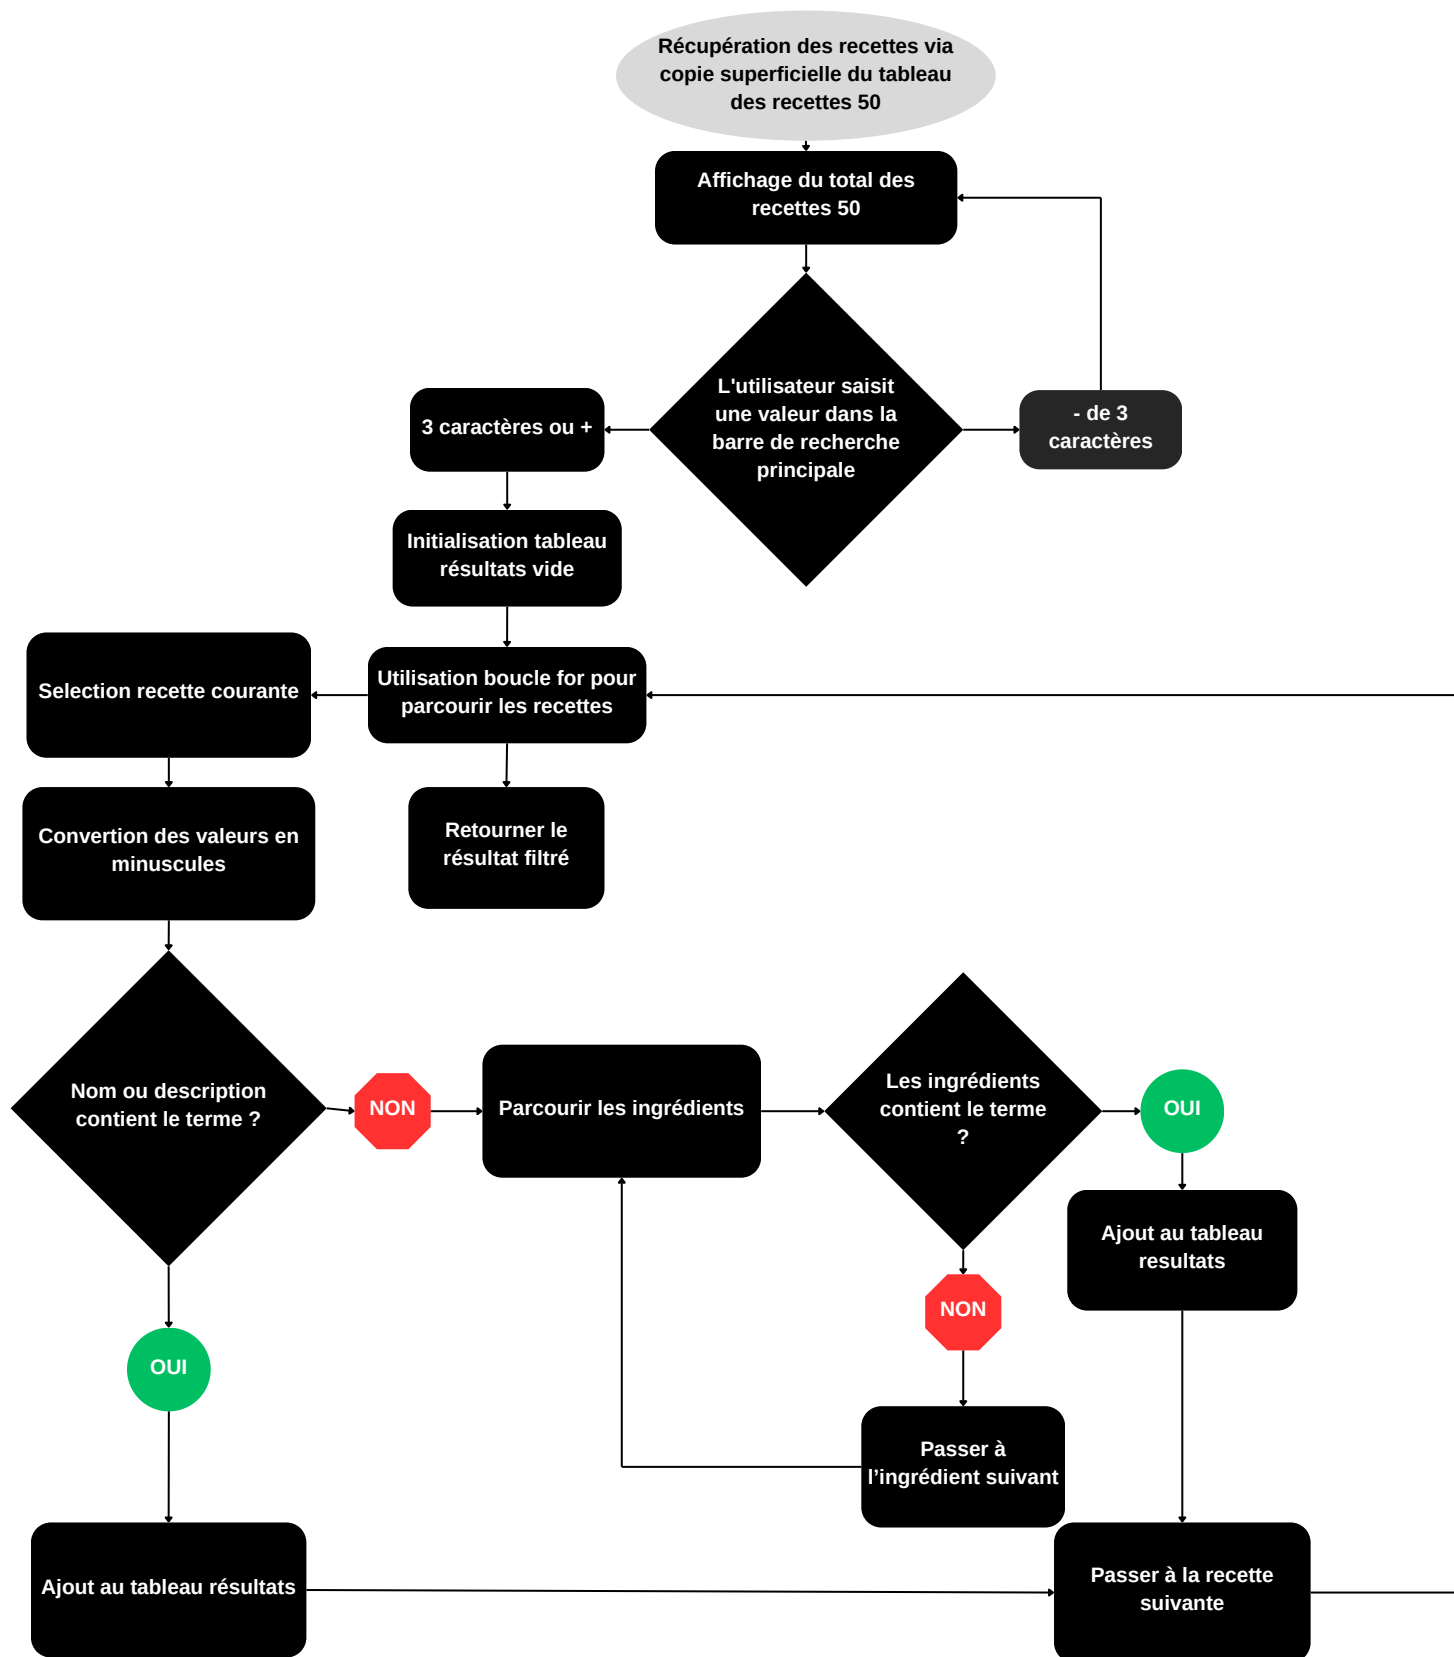 Récupération des recettes via
copie superficielle du tableau
des recettes 50
Affichage du total des
recettes 50
L'utilisateur saisit
une valeur dans la
barre de recherche
principale
3 caractères ou +
- de 3
caractères
Initialisation tableau
résultats vide
Selection recette courante
Utilisation boucle for pour
parcourir les recettes
Convertion des valeurs en
minuscules
Retourner le
résultat filtré
Nom ou description
contient le terme ?
NON
Parcourir les ingrédients
Les ingrédients
contient le terme
?
OUI
Ajout au tableau
resultats
NON
OUI
Passer à
l’ingrédient suivant
Ajout au tableau résultats
Passer à la recette
suivante